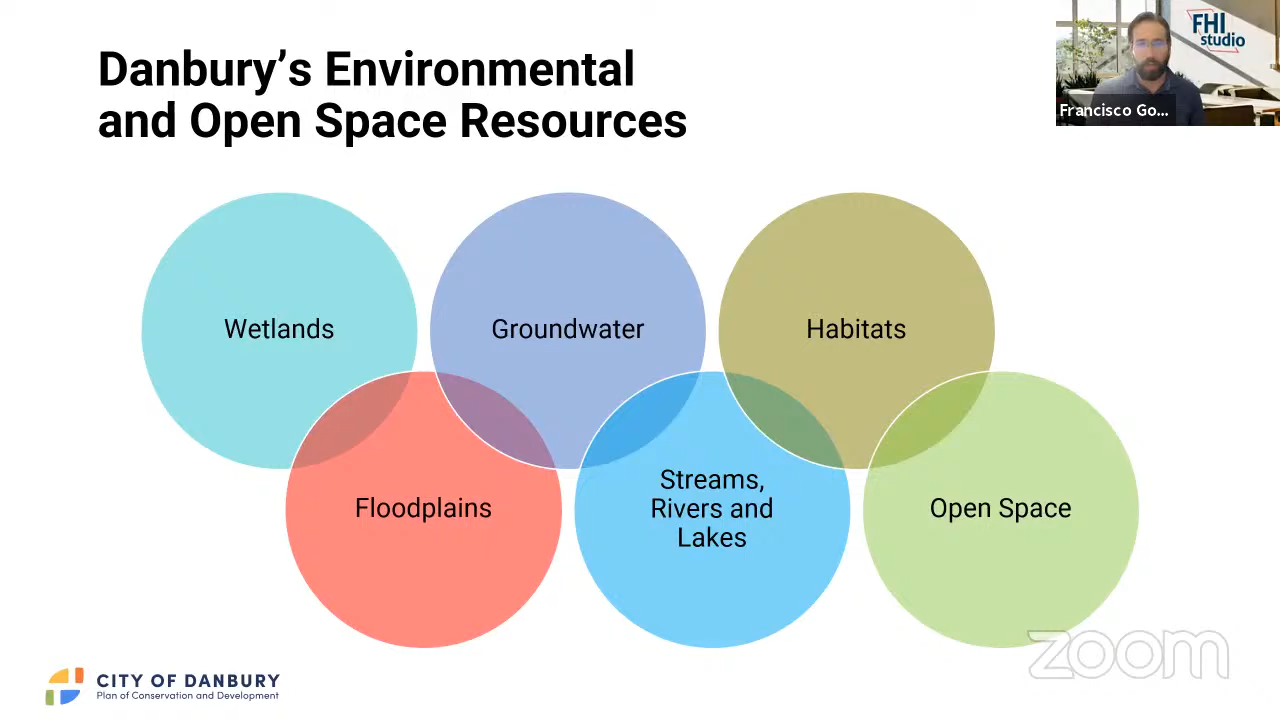 Danbury’s Environmental
and Open Space Resources
FHI
studio
Francisco Go...
Wetlands
Groundwater
Habitats
Floodplains
Streams,
Rivers and
Lakes
Open Space
zoom
CITY OF DANBURY
Plan of Conservation and Development